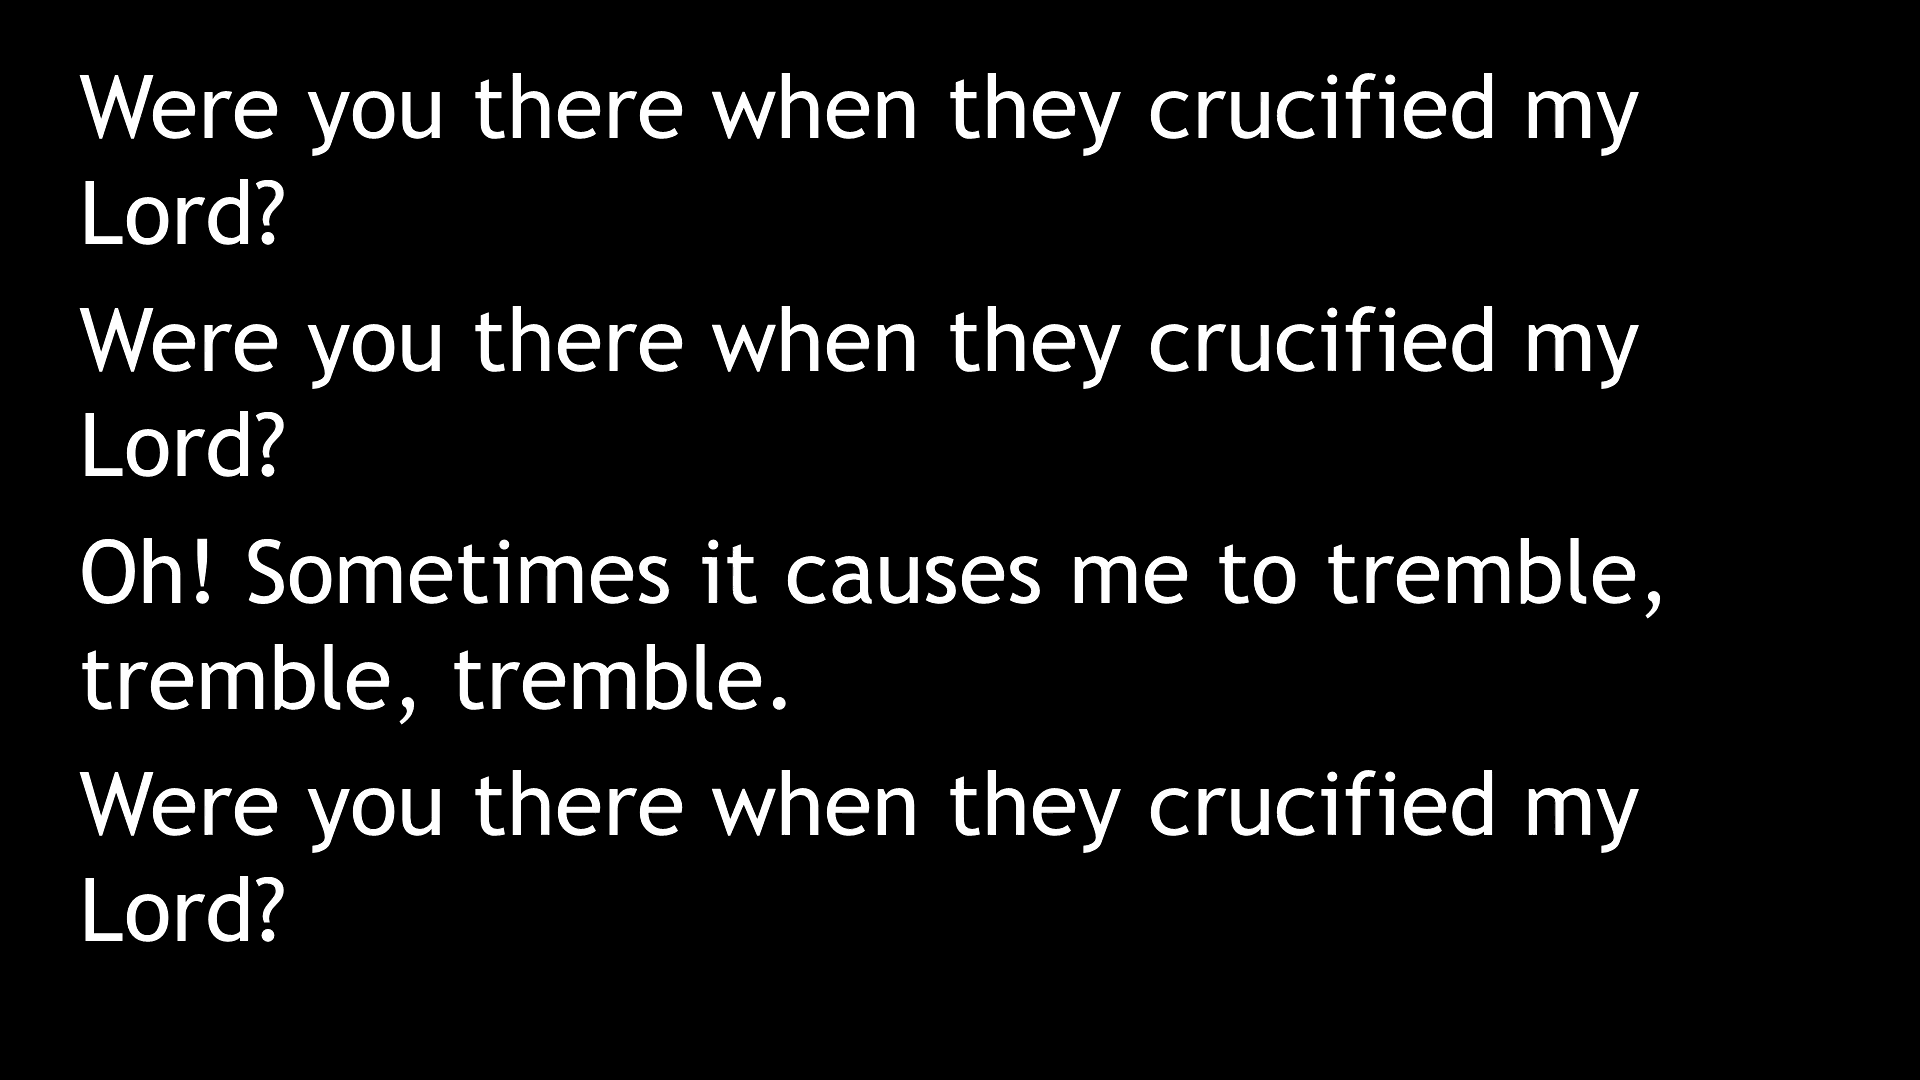 Were you there when they crucified my
Lord?
Were you there when they crucified my
Lord?
Oh! Sometimes it causes me to tremble,
tremble, tremble.
Were you there when they crucified my
Lord?